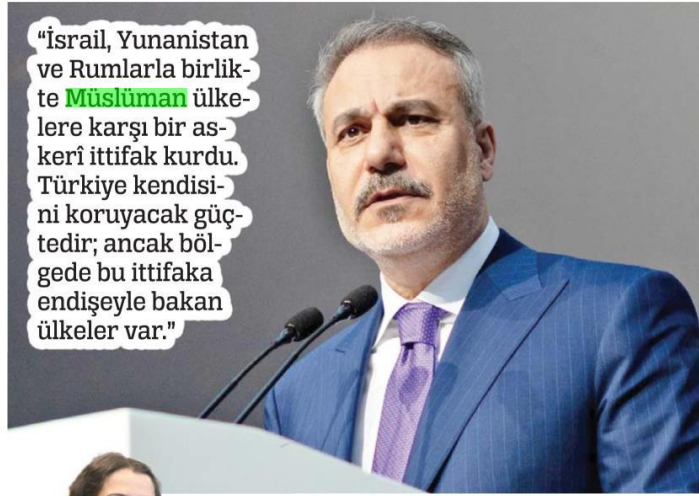 “İsrail, Yunanistan
ve Rumlarla birlik-
te Müslüman ülke-
lere karşı bir as-
kerî ittifak kurdu.
Türkiye kendisi-
ni koruyacak güç-
tedir; ancak böl-
gede bu ittifaka
endişeyle bakan
ülkeler var.”